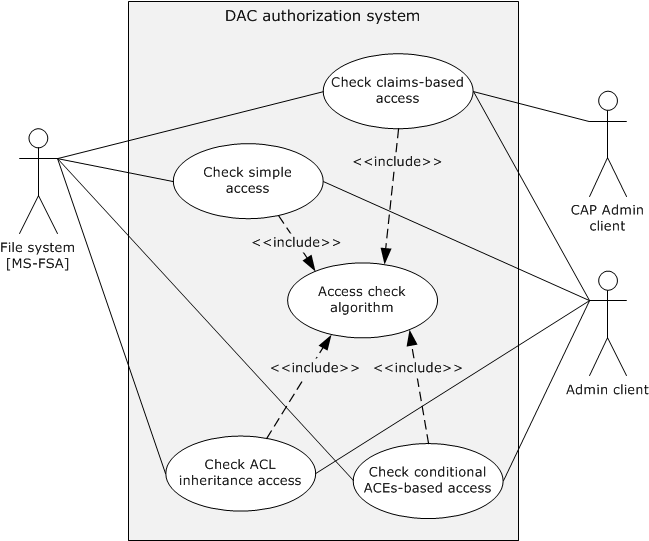 DAC authorization system
Check claims-based
access
<<include>>
CAP Admin
client
Check simple
access
<<include>>
File system
[MS-FSA]
Access check
algorithm
<<include>>
<<include>>
Admin client
Check ACL
inheritance access
Check conditional
ACEs-based access